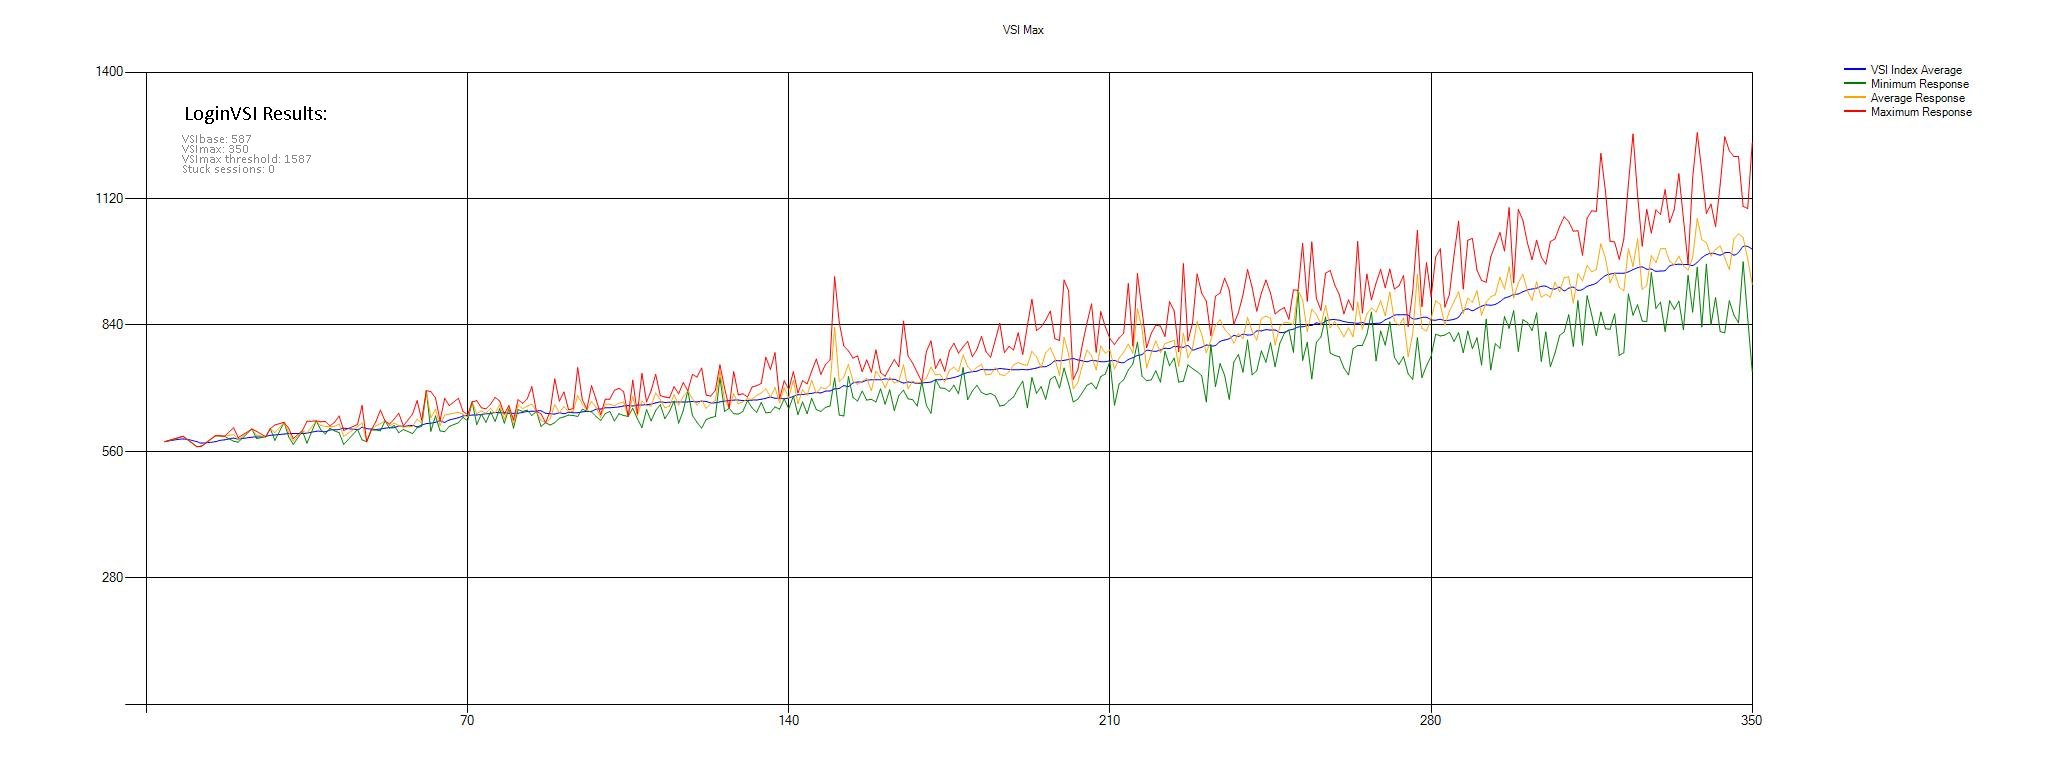 VSI Max
1400
1120
840
560
280
70
140
210
280
350
LoginVSI Results:
VSIbase: 587
VSImax: 350
VSImax threshold: 1587
Stuck sessions: 0
VSI Index Average
Minimum Response
Average Response
Maximum Response